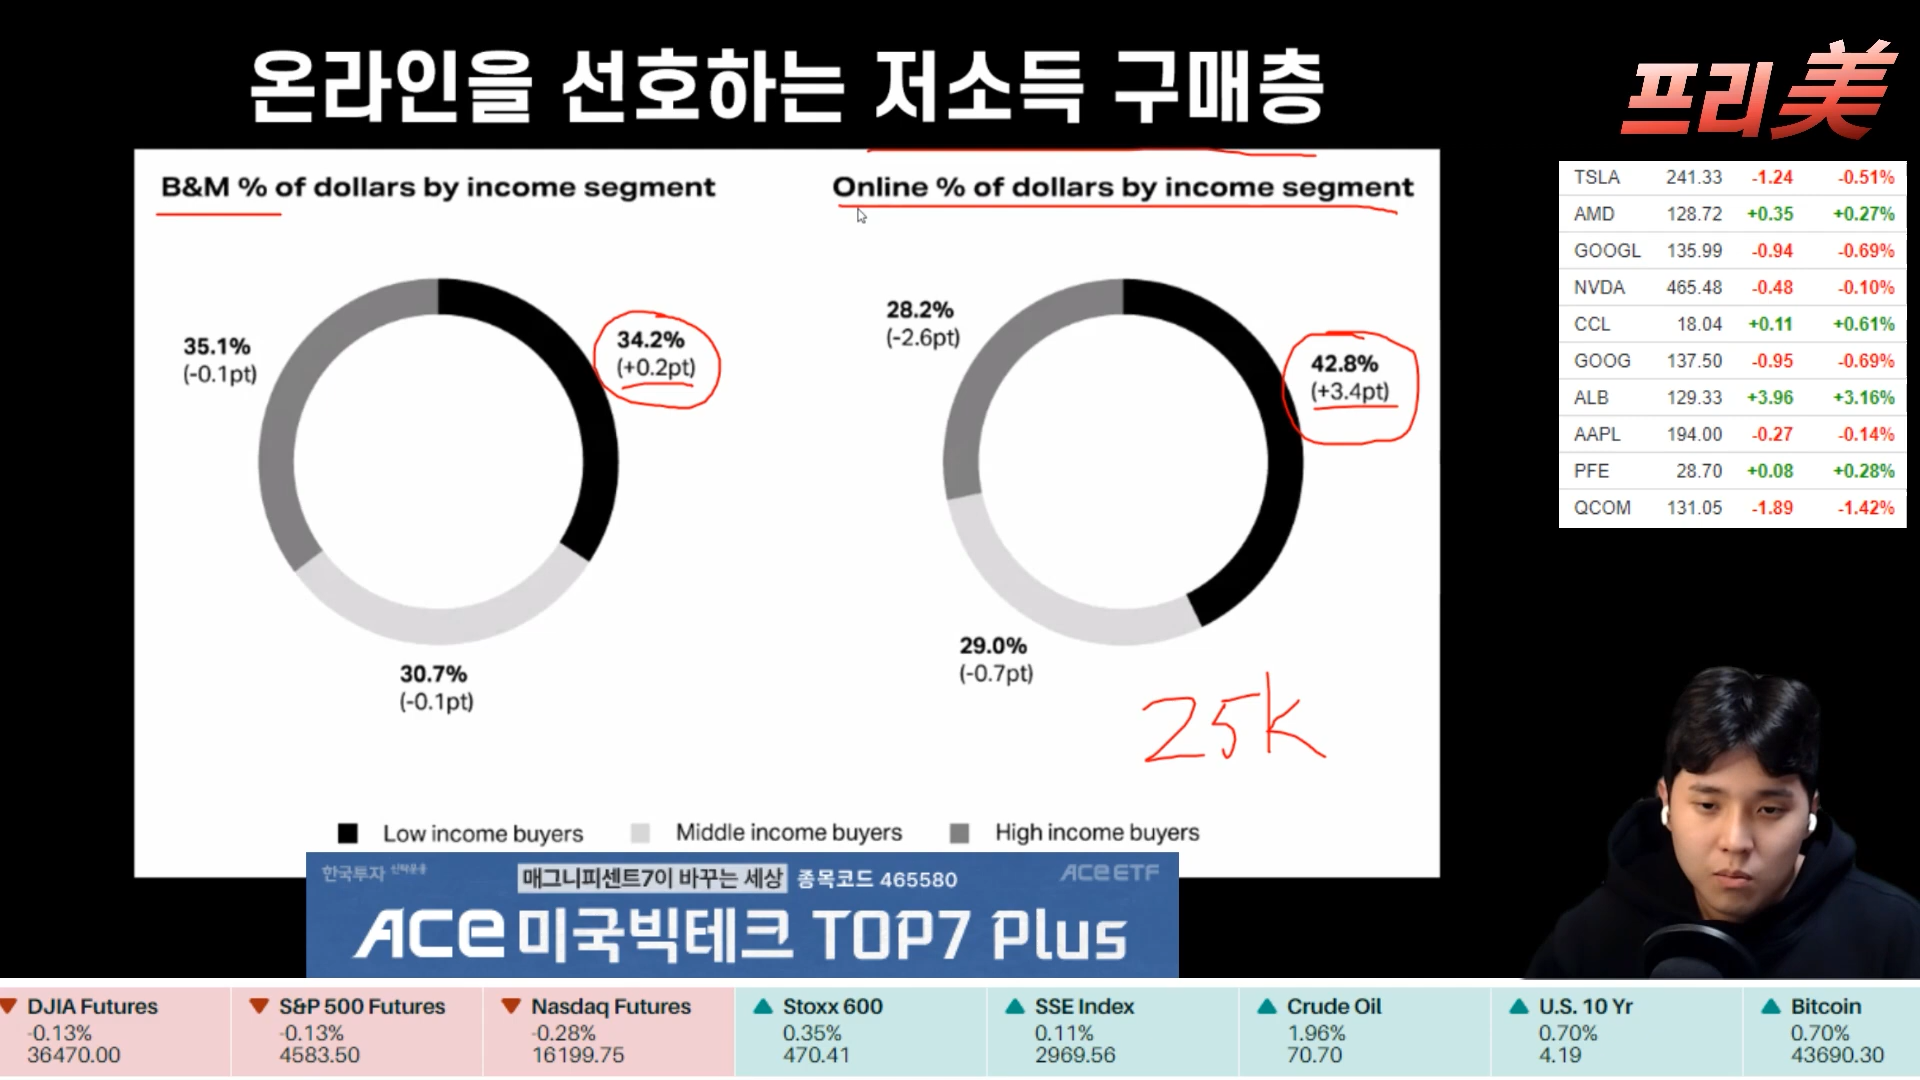 온라인을 선호하는 저소득 구매층
프리美
B&M % of dollars by income segment
Online % of dollars by income segment
35.1%
(-0.1pt)
34.2%
(+0.2pt)
30.7%
(-0.1pt)
28.2%
(-2.6pt)
42.8%
(+3.4pt)
29.0%
(-0.7pt)
25k
Low income buyers
Middle income buyers
High income buyers
TSLA 241.33 -1.24 -0.51%
AMD 128.72 +0.35 +0.27%
GOOGL 135.99 -0.94 -0.69%
NVDA 465.48 -0.48 -0.10%
CCL 18.04 +0.11 +0.61%
GOOG 137.50 -0.95 -0.69%
ALB 129.33 +3.96 +3.16%
AAPL 194.00 -0.27 -0.14%
PFE 28.70 +0.08 +0.28%
QCOM 131.05 -1.89 -1.42%
한국투자 신탁운용
매그니피센트7이 바꾸는 세상 종목코드 465580
ACE ETF
ACE 미국빅테크 TOP7 Plus
DJIA Futures
-0.13%
36470.00
S&P 500 Futures
-0.13%
4583.50
Nasdaq Futures
-0.28%
16199.75
Stoxx 600
0.35%
470.41
SSE Index
0.11%
2969.56
Crude Oil
1.96%
70.70
U.S. 10 Yr
0.70%
4.19
Bitcoin
0.70%
43690.30